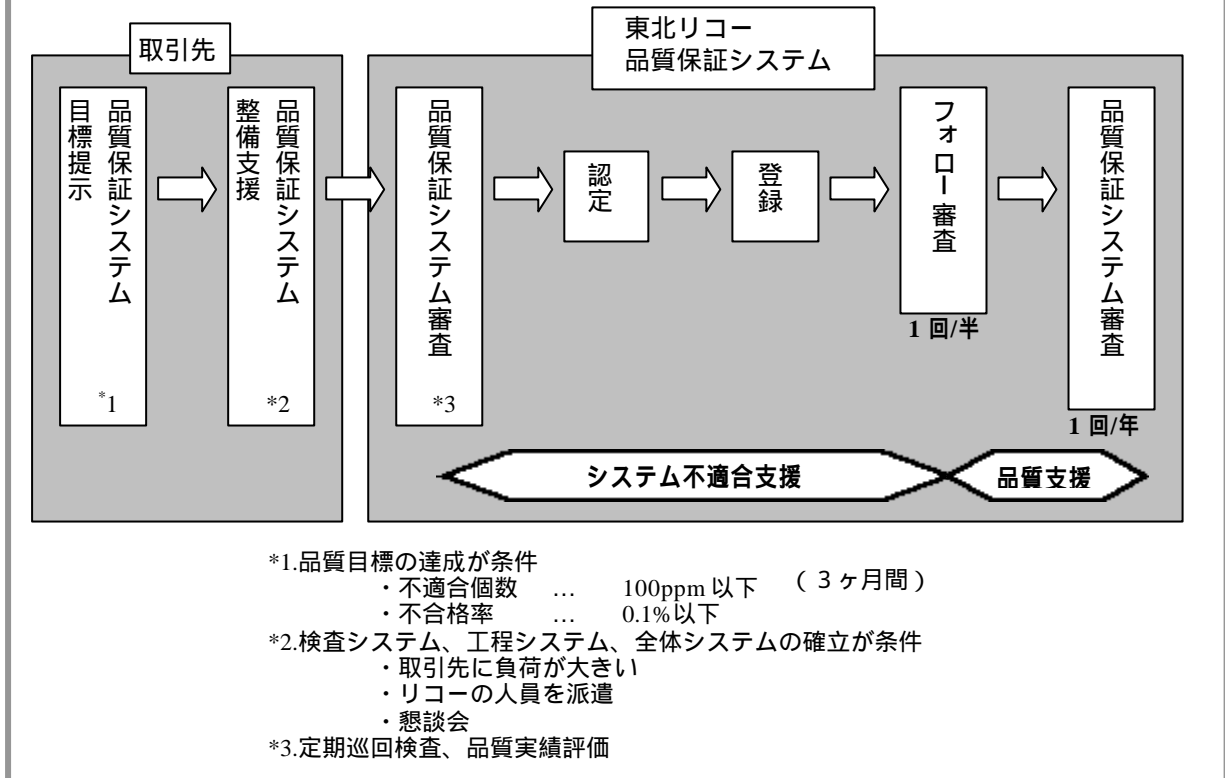 取引先
東北リコー
品質保証システム
品質保証システム
目標提示
*1
品質保証システム
整備支援
*2
品質保証システム審査
*3
認定
登録
フォロー審査
1 回/半
品質保証システム審査
1 回/年
システム不適合支援
品質支援
*1.品質目標の達成が条件
・不適合個数 … 100ppm 以下 (3ヶ月間)
・不合格率 … 0.1%以下
*2.検査システム、工程システム、全体システムの確立が条件
・取引先に負荷が大きい
・リコーの人員を派遣
・懇談会
*3.定期巡回検査、品質実績評価